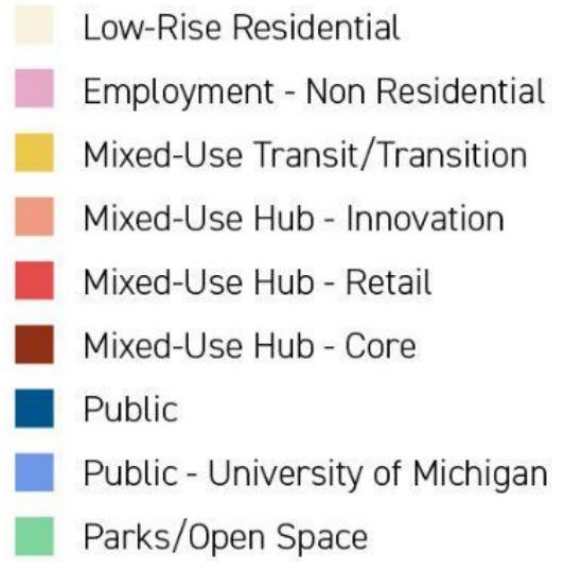 Low-Rise Residential
Employment - Non Residential
Mixed-Use Transit/Transition
Mixed-Use Hub - Innovation
Mixed-Use Hub - Retail
Mixed-Use Hub - Core
Public
Public - University of Michigan
Parks/Open Space